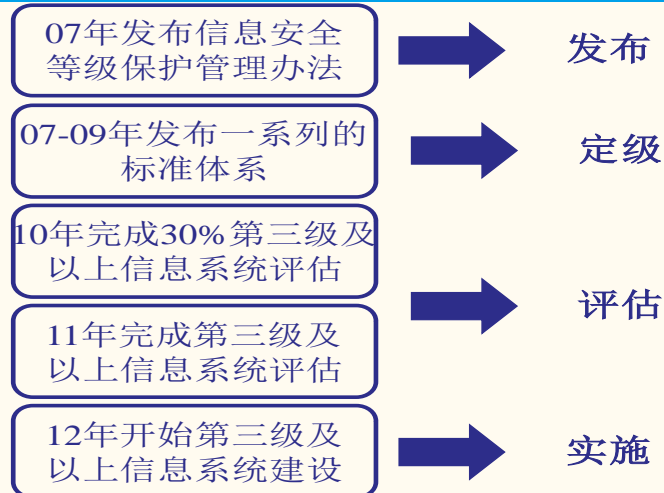 07年发布信息安全
等级保护管理办法
发布
07-09年发布一系列的
标准体系
定级
10年完成30%第三级及
以上信息系统评估
11年完成第三级及
以上信息系统评估
评估
12年开始第三级及
以上信息系统建设
实施